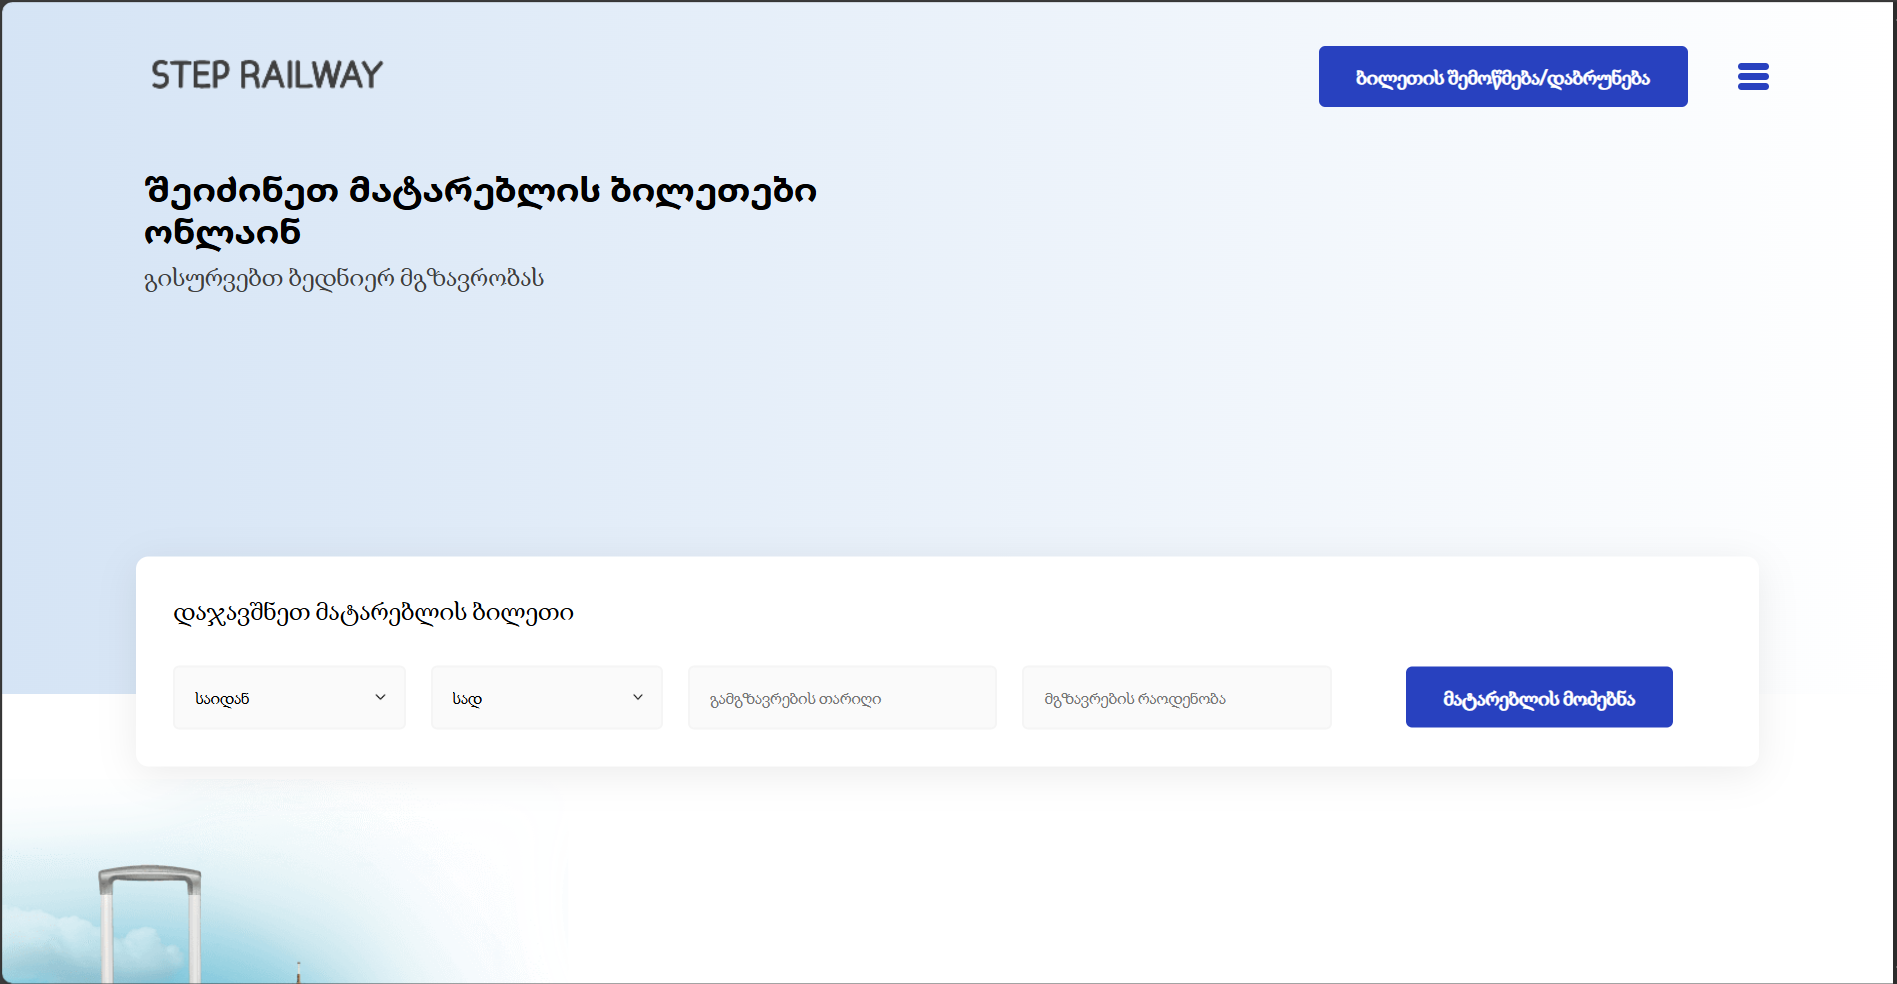 STEP RAILWAY
ბილეთის შემოწმება/დაბრუნება
შეიძინეთ მატარებლის ბილეთები
ონლაინ
გისურვებთ ბედნიერ მგზავრობას
დაჯავშნეთ მატარებლის ბილეთი
საიდან
სად
გამგზავრების თარიღი
მგზავრების რაოდენობა
მატარებლის მოძებნა